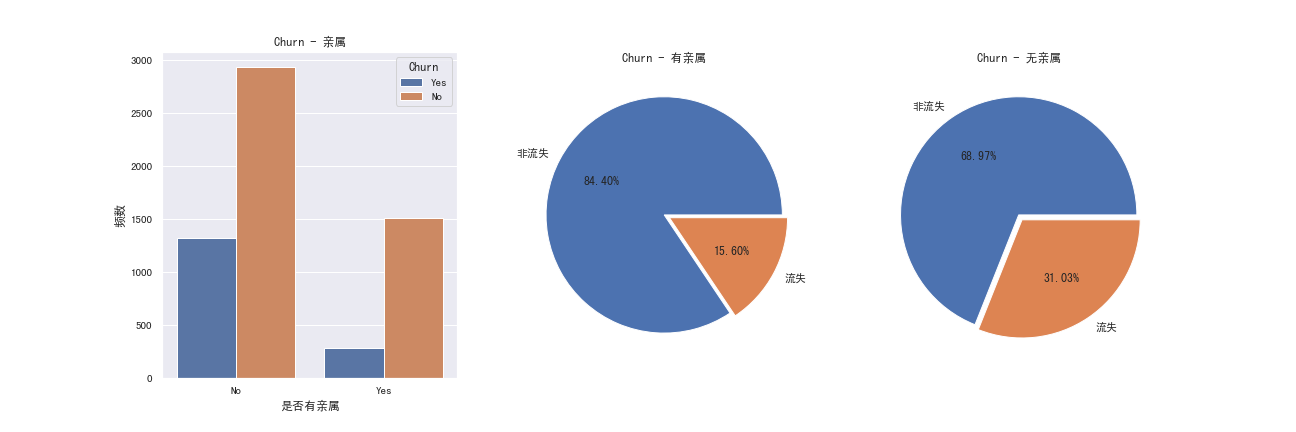 Churn - 亲属
3000
2500
2000
1500
1000
500
0
频数
Churn
Yes
No
No
Yes
是否有亲属
Churn - 有亲属
非流失
84.40%
15.60%
流失
Churn - 无亲属
非流失
68.97%
31.03%
流失